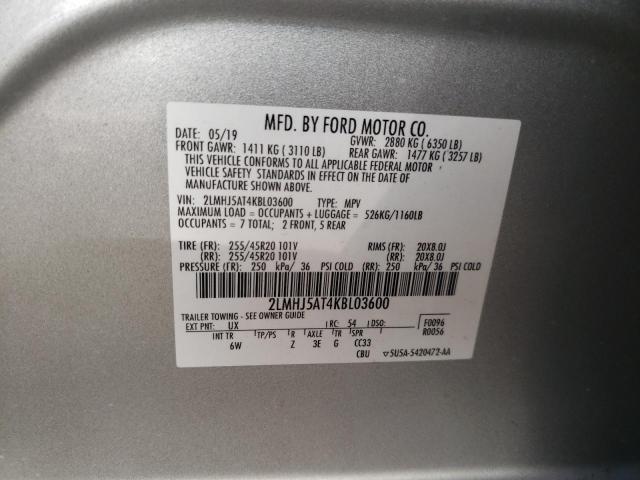 MFD. BY FORD MOTOR CO.
DATE: 05/19 GVWR: 2880 KG ( 6350 LB)
FRONT GAWR: 1411 KG ( 3110 LB) REAR GAWR: 1477 KG ( 3257 LB)
THIS VEHICLE CONFORMS TO ALL APPLICABLE FEDERAL MOTOR
VEHICLE SAFETY STANDARDS IN EFFECT ON THE DATE OF
MANUFACTURE SHOWN ABOVE.
VIN: 2LMHJ5AT4KBL03600 TYPE: MPV
MAXIMUM LOAD = OCCUPANTS + LUGGAGE = 526KG/1160LB
OCCUPANTS = 7 TOTAL; 2 FRONT, 5 REAR
TIRE (FR): 255/45R20 101V RIMS (FR): 20X8.0J
(RR): 255/45R20 101V (RR): 20X8.0J
PRESSURE (FR): 250 kPa/ 36 PSI COLD (RR): 250 kPa/ 36 PSI COLD
2LMHJ5AT4KBL03600
TRAILER TOWING - SEE OWNER GUIDE
EXT PNT: UX RC: 54 DSO: F0096
INT TR TP/PS R AXLE TR SPR R0056
6W Z 3E G CC33
CBU ▽5U5A-5420472-AA